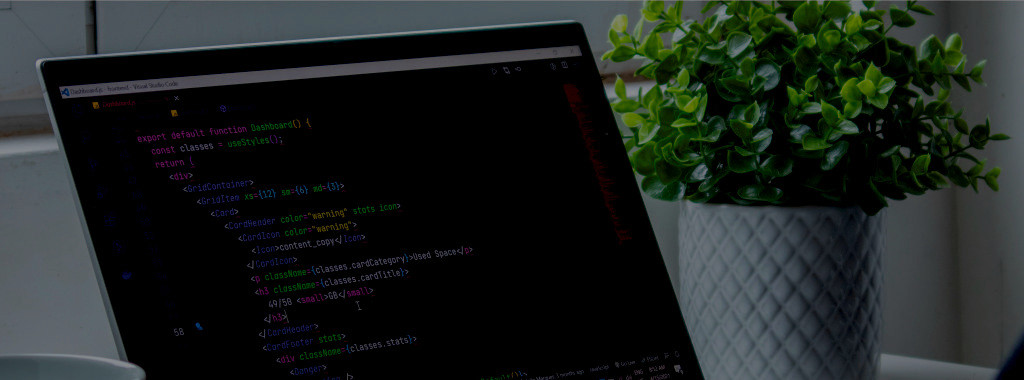 Dashboard.js - frontend - Visual Studio Code
Dashboard.js
export default function Dashboard() {
const classes = useStyles();
return (
<div>
<GridContainer>
<GridItem xs={12} sm={6} md={3}>
<Card>
<CardHeader color="warning" stats icon>
<CardIcon color="warning">
<Icon>content_copy</Icon>
</CardIcon>
<p className={classes.cardCategory}>Used Space</p>
<h3 className={classes.cardTitle}>
49/50 <small>GB</small>
</h3>
58
</CardHeader>
<CardFooter stats>
<div className={classes.stats}>
<Danger>